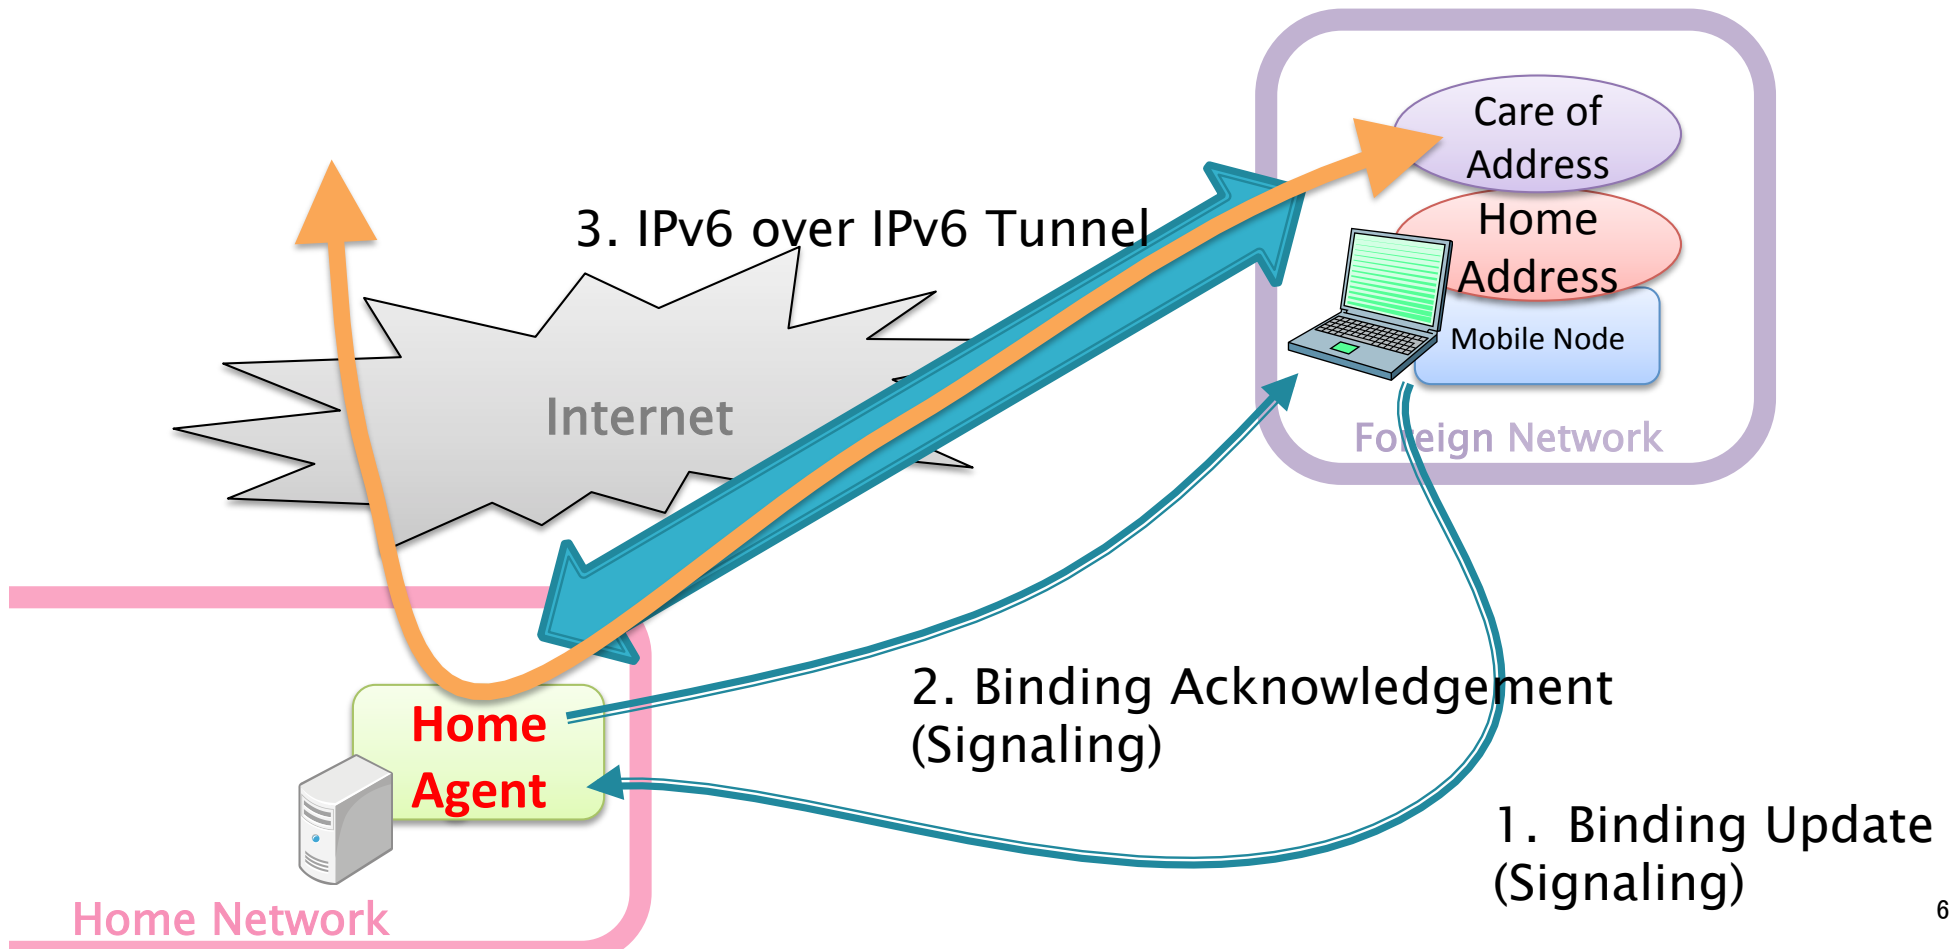 Care of
Address
3. IPv6 over IPv6 Tunnel
Home
Address
Mobile Node
Internet
Foreign Network
2. Binding Acknowledgement
(Signaling)
Home
Agent
1. Binding Update
(Signaling)
Home Network
6